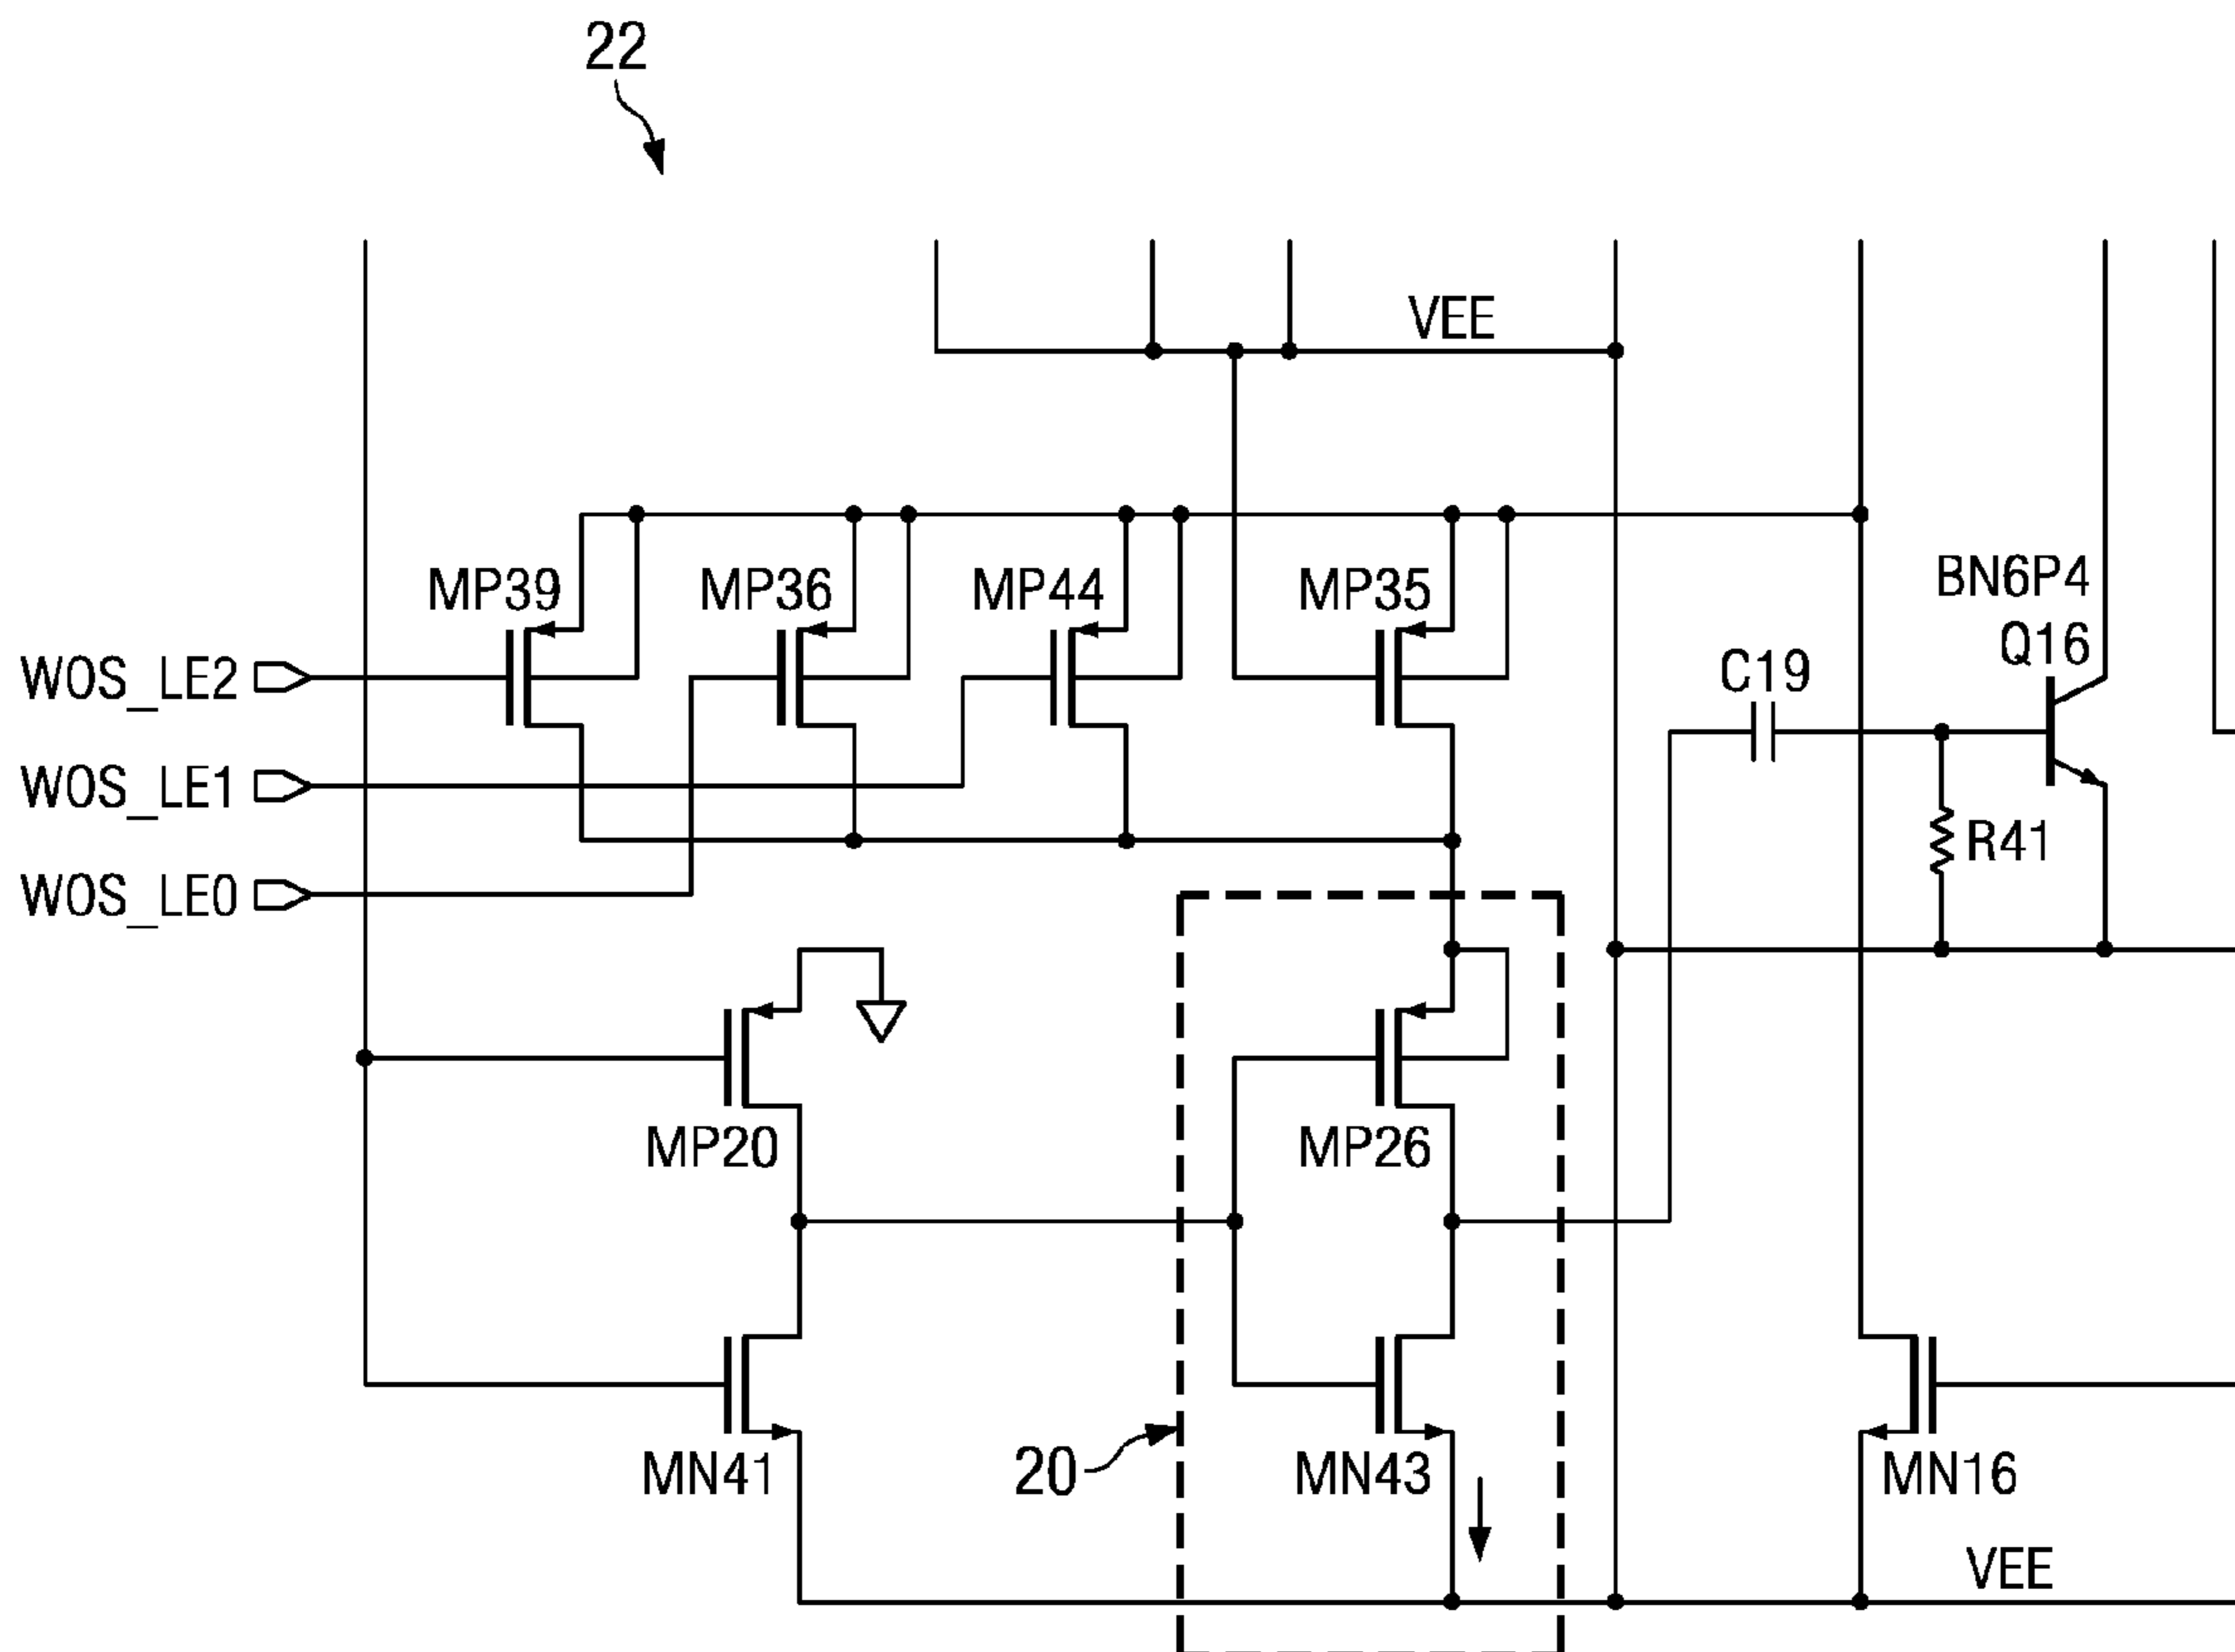 22
VEE
MP39
MP36
MP44
MP35
BN6P4
Q16
C19
WOS_LE2
WOS_LE1
WOS_LE0
R41
MP20
MP26
20
MN41
MN43
MN16
VEE